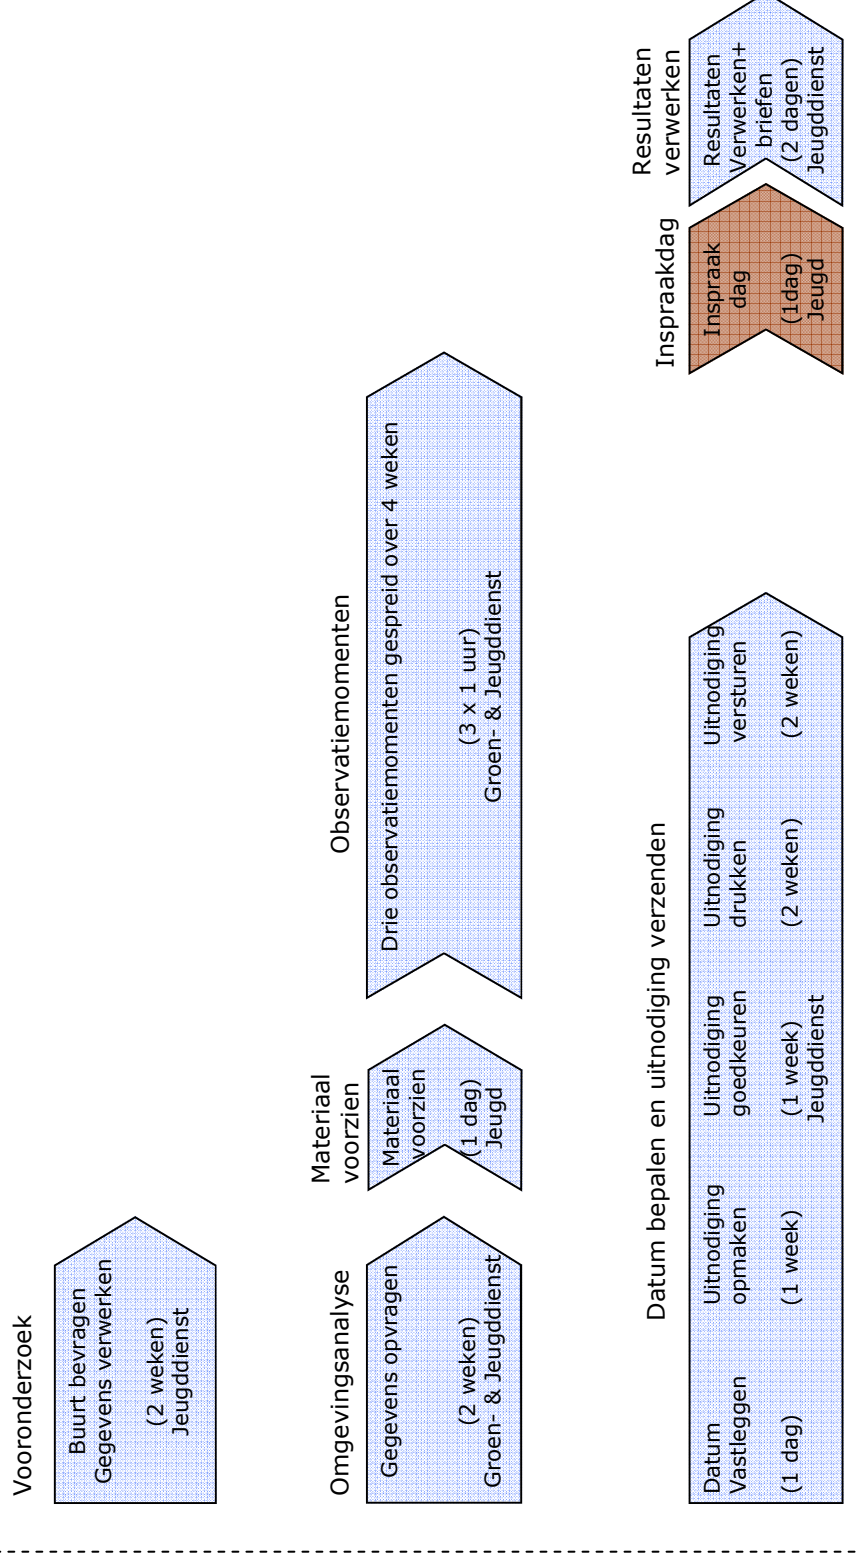 Vooronderzoek
Buurt bevragen
Gegevens verwerken
(2 weken)
Jeugddienst
Omgevingsanalyse
Gegevens opvragen
(2 weken)
Groen- & Jeugddienst
Materiaal
voorzien
Materiaal
voorzien
(1 dag)
Jeugd
Observatiemomenten
Drie observatiemomenten gespreid over 4 weken
(3 x 1 uur)
Groen- & Jeugddienst
Datum bepalen en uitnodiging verzenden
Datum
Vastleggen
(1 dag)
Uitnodiging
opmaken
(1 week)
Uitnodiging
goedkeuren
(1 week)
Jeugddienst
Uitnodiging
drukken
(2 weken)
Uitnodiging
versturen
(2 weken)
Inspraakdag
Inspraak
dag
(1dag)
Jeugd
Resultaten
verwerken
Resultaten
Verwerken+
briefen
(2 dagen)
Jeugddienst